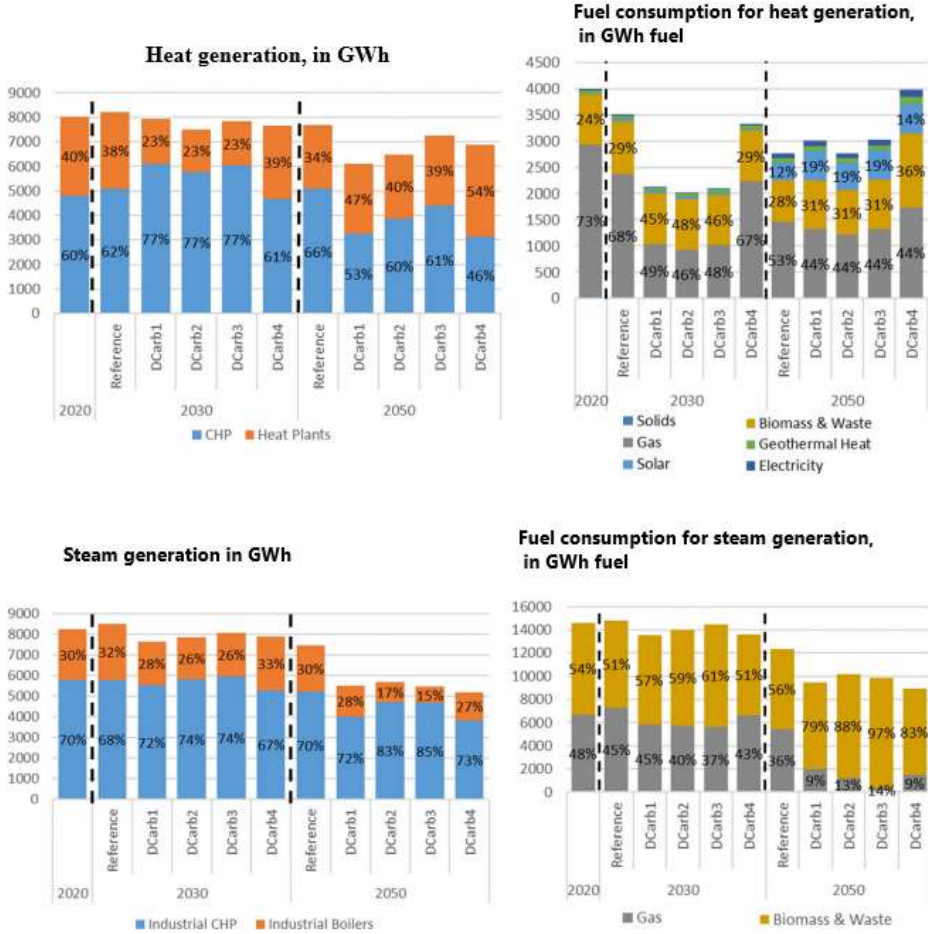 Heat generation, in GWh
9000
8000
7000
6000
5000
4000
3000
2000
1000
0
40% 38% 23% 23% 23% 39% 34% 47% 40% 39% 54%
60% 62% 77% 77% 77% 61% 66% 53% 60% 61% 46%
Reference DCarb1 DCarb2 DCarb3 DCarb4 Reference DCarb1 DCarb2 DCarb3 DCarb4
2020 2030 2050
CHP Heat Plants
Fuel consumption for heat generation,
in GWh fuel
4500
4000
3500
3000
2500
2000
1500
1000
500
0
14%
12% 19% 19% 19%
24% 29% 45% 48% 46% 29% 28% 31% 31% 31% 36%
73% 68% 49% 46% 48% 67% 53% 44% 44% 44% 44%
Reference DCarb1 DCarb2 DCarb3 DCarb4 Reference DCarb1 DCarb2 DCarb3 DCarb4
2020 2030 2050
Solids Biomass & Waste
Gas Geothermal Heat
Solar Electricity
Steam generation in GWh
9000
8000
7000
6000
5000
4000
3000
2000
1000
0
30% 32% 28% 26% 26% 33% 30% 28% 17% 15% 27%
70% 68% 72% 74% 74% 67% 70% 72% 83% 85% 73%
Reference DCarb1 DCarb2 DCarb3 DCarb4 Reference DCarb1 DCarb2 DCarb3 DCarb4
2020 2030 2050
Industrial CHP Industrial Boilers
Fuel consumption for steam generation,
in GWh fuel
16000
14000
12000
10000
8000
6000
4000
2000
0
54% 51% 57% 59% 61% 51% 56% 79% 88% 97% 83%
48% 45% 45% 40% 37% 43% 36% 9% 13% 14% 9%
Reference DCarb1 DCarb2 DCarb3 DCarb4 Reference DCarb1 DCarb2 DCarb3 DCarb4
2020 2030 2050
Gas Biomass & Waste